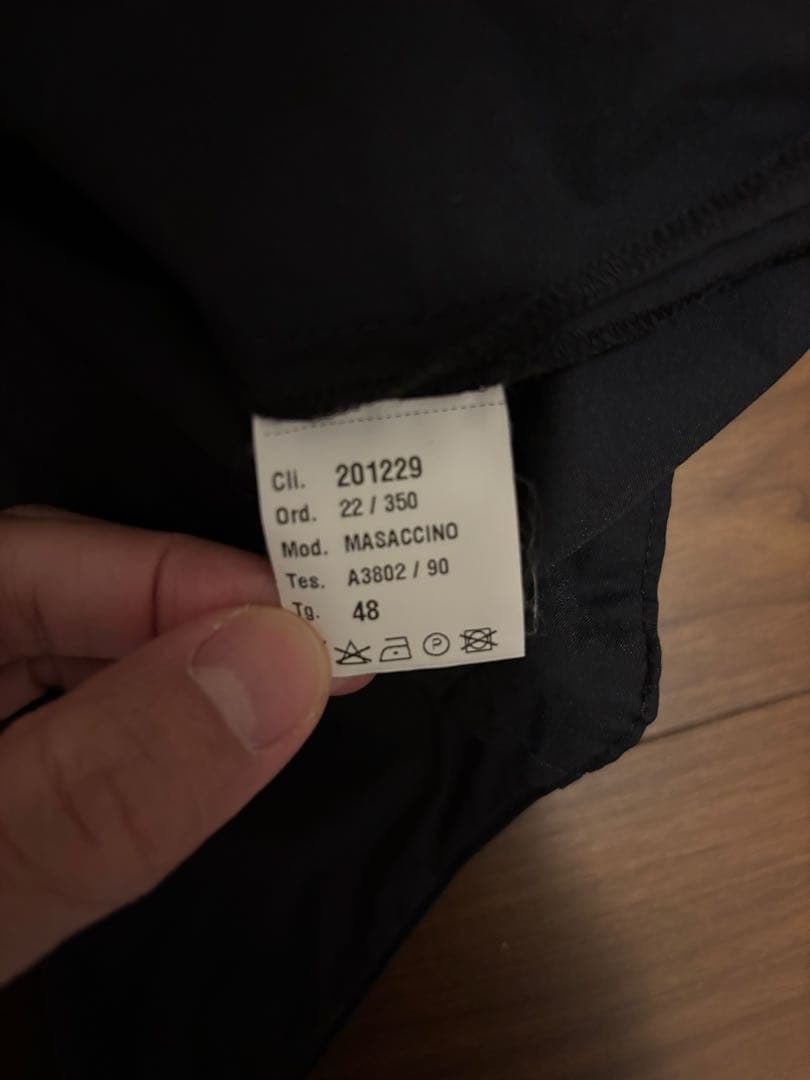 Cli. 201229
Ord. 22 / 350
Mod. MASACCINO
Tes. A3802 / 90
Tg. 48
P